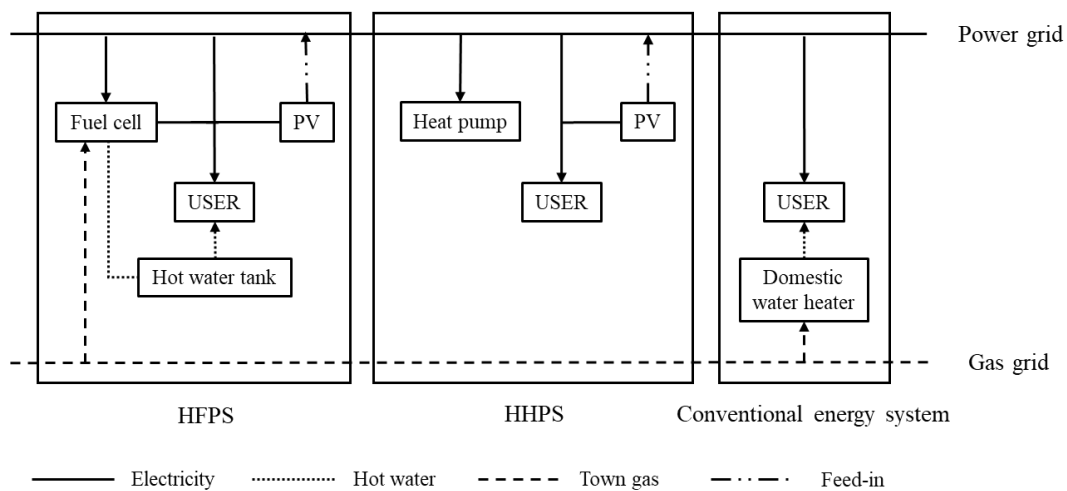 Power grid
Fuel cell
PV
Heat pump
PV
USER
USER
USER
Hot water tank
Domestic
water heater
Gas grid
HFPS
HHPS
Conventional energy system
Electricity
Hot water
Town gas
Feed-in